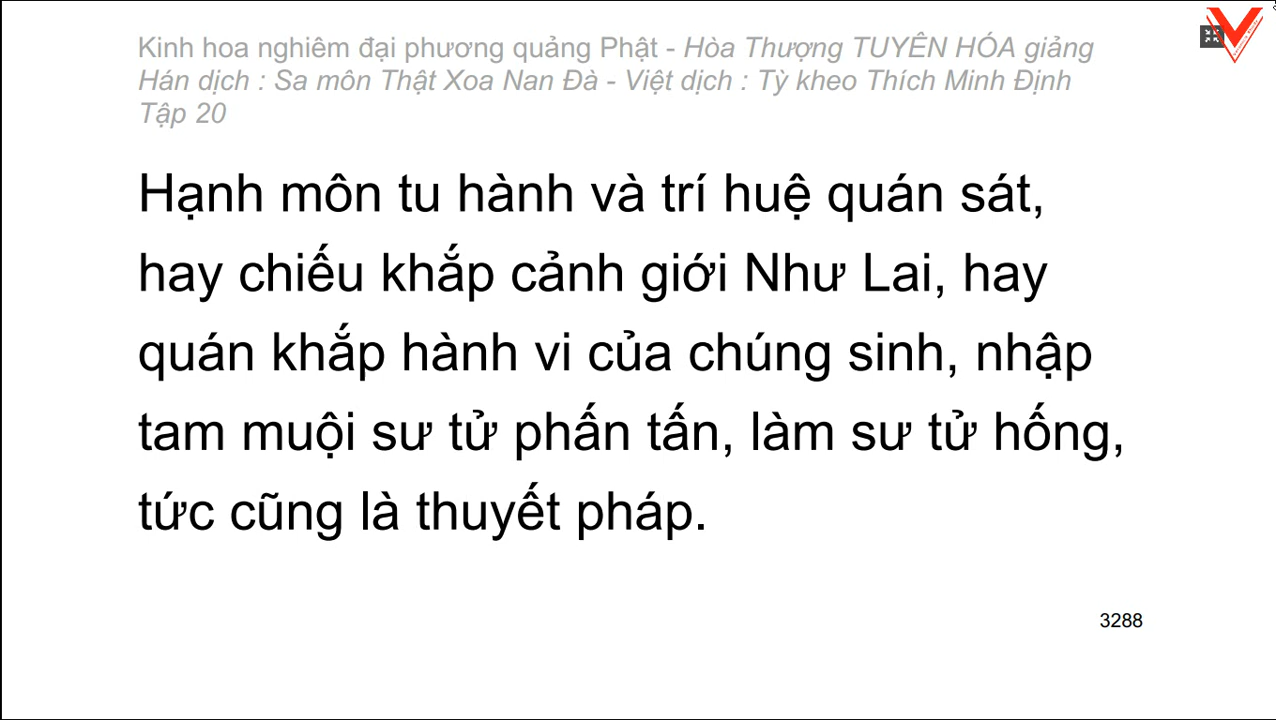 Kinh hoa nghiêm đại phương quảng Phật - Hòa Thượng TUYÊN HÓA giảng
Hán dịch : Sa môn Thật Xoa Nan Đà - Việt dịch : Tỳ kheo Thích Minh Định
Tập 20
Hạnh môn tu hành và trí huệ quán sát,
hay chiếu khắp cảnh giới Như Lai, hay
quán khắp hành vi của chúng sinh, nhập
tam muội sư tử phấn tấn, làm sư tử hống,
tức cũng là thuyết pháp.
3288